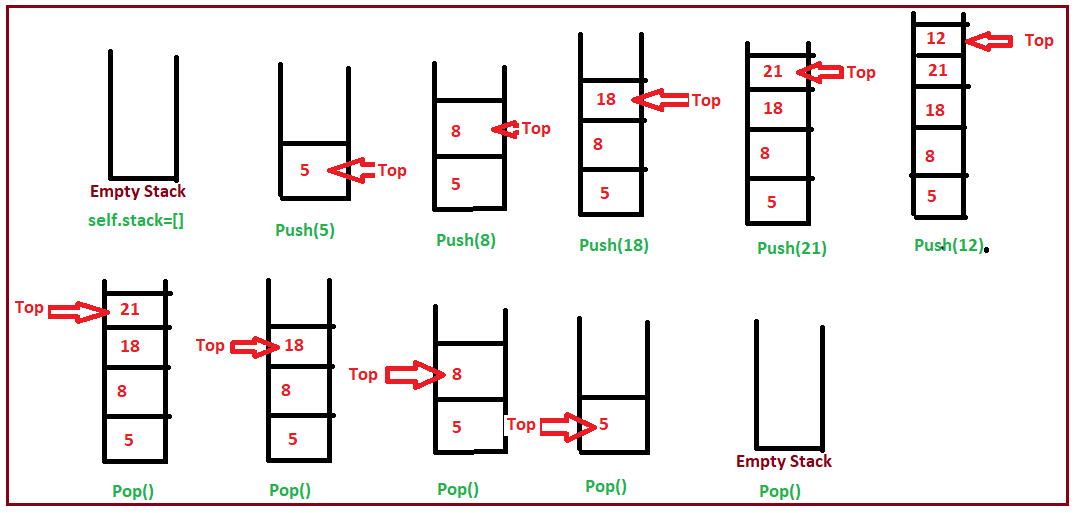 Empty Stack
self.stack=[]
5
Top
Push(5)
8
Top
5
Push(8)
18
Top
8
5
Push(18)
21
Top
18
8
5
Push(21)
12
Top
21
18
8
5
Push(12)
Top
21
18
8
5
Pop()
Top
18
8
5
Pop()
Top
8
5
Pop()
Top
5
Pop()
Empty Stack
Pop()